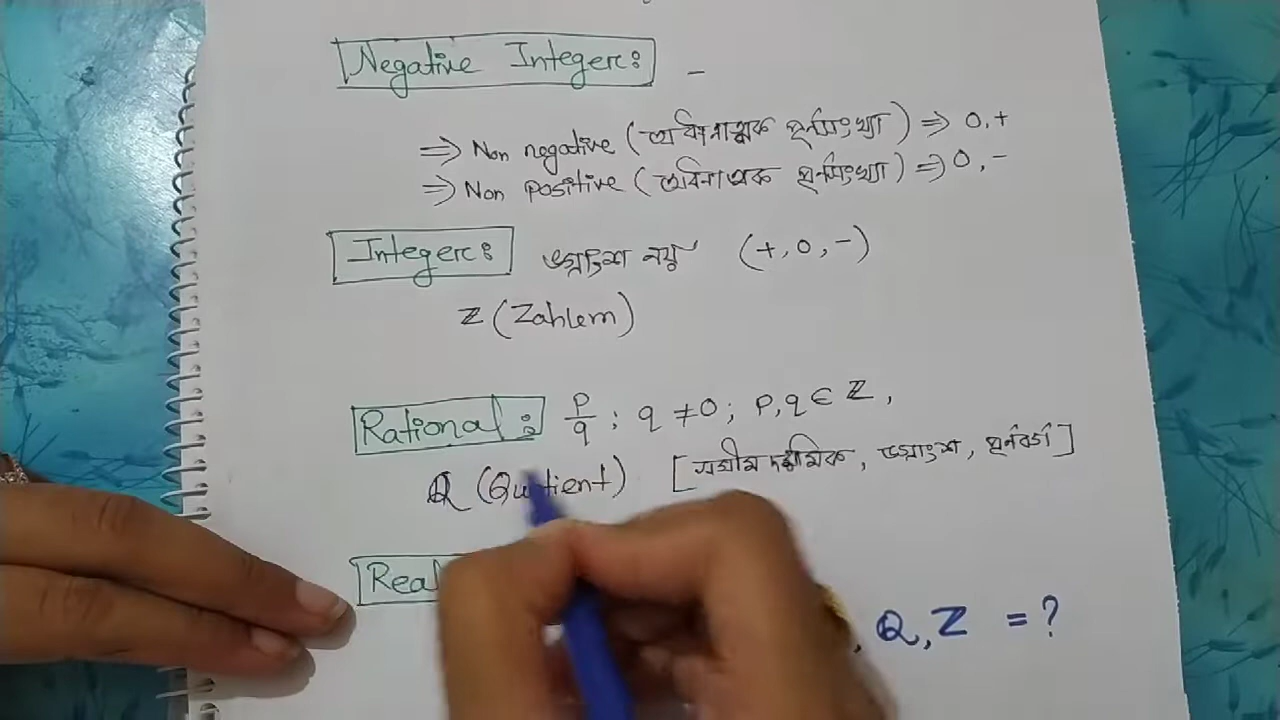 Negative Integer: -
⇒ Non negative (অঋণাত্মক পূর্ণসংখ্যা) ⇒ 0,+
⇒ Non positive (অধনাত্মক পূর্ণসংখ্যা) ⇒ 0,-
Integer: ভগ্নাংশ নয় (+, 0, -)
ℤ (Zahlem)
Rational: p/q ; q ≠ 0; p,q ∈ ℤ,
ℚ (Quotient) [সসীম দশমিক, ভগ্নাংশ, পূর্নবর্গ]
Real
, ℚ, ℤ = ?